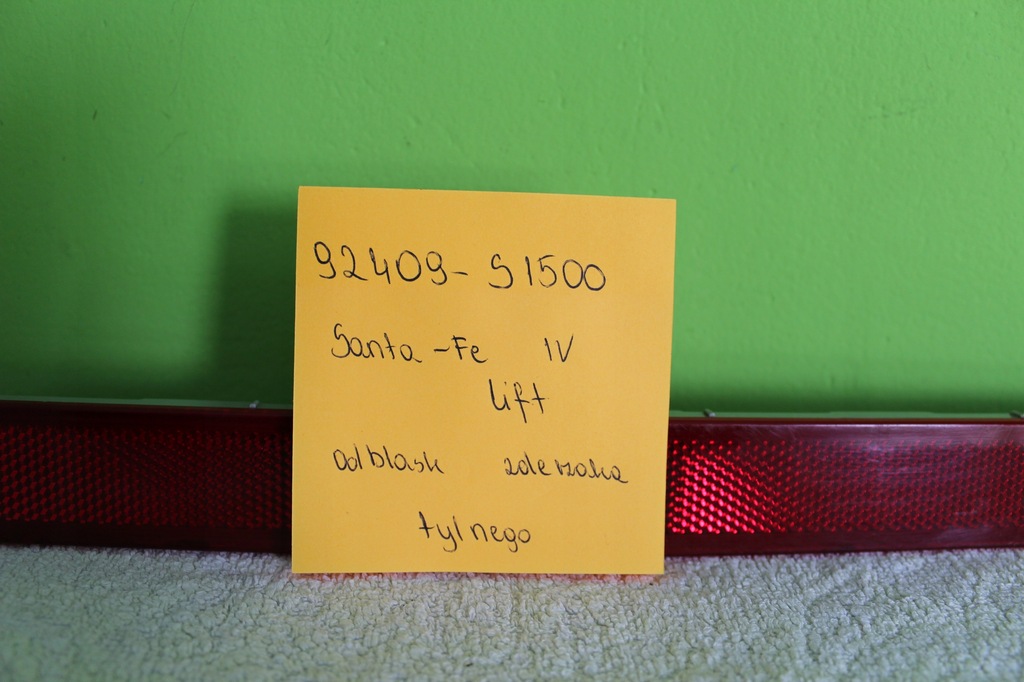 92409-S1500
Santa-Fe IV
lift
odblask zderzaka
tylnego